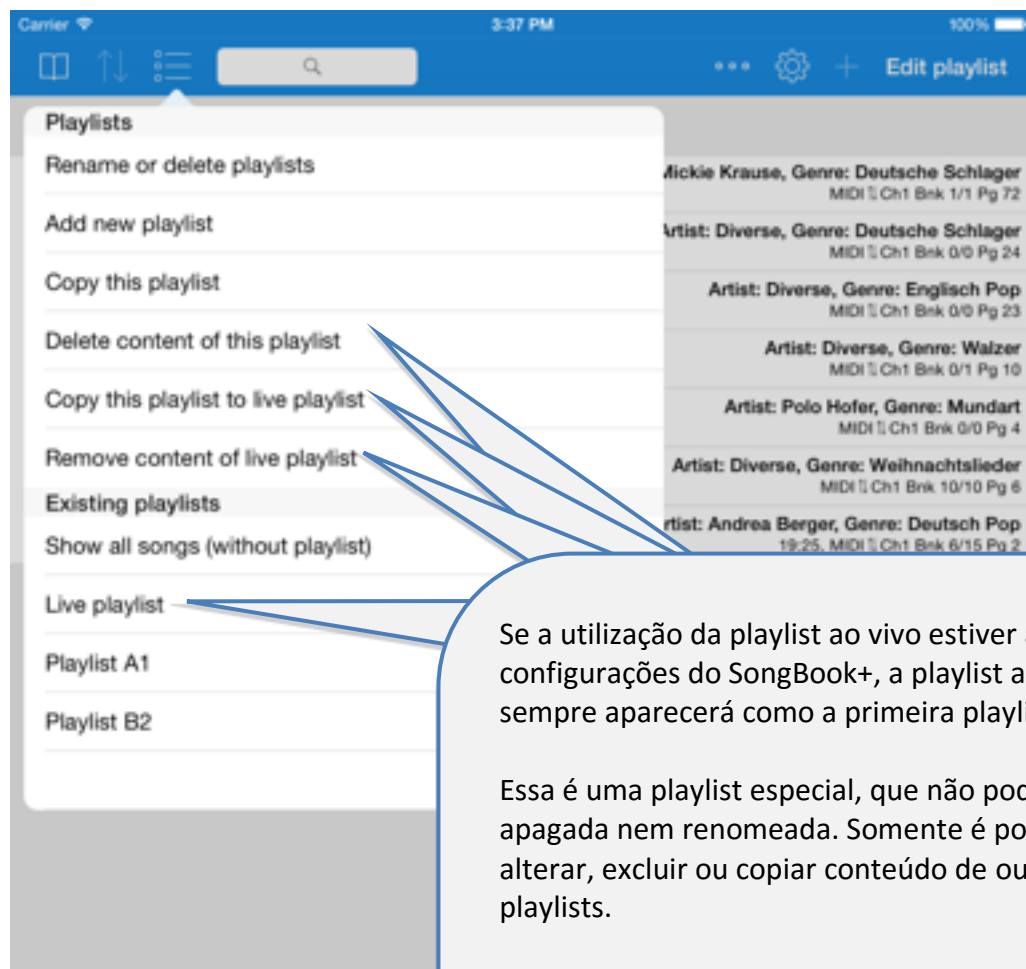 Carrier 3:37 PM 100%
Edit playlist
Playlists
Rename or delete playlists
Add new playlist
Copy this playlist
Delete content of this playlist
Copy this playlist to live playlist
Remove content of live playlist
Existing playlists
Show all songs (without playlist)
Live playlist
Playlist A1
Playlist B2
Mickie Krause, Genre: Deutsche Schlager
MIDI Ch1 Bnk 1/1 Pg 72
Artist: Diverse, Genre: Deutsche Schlager
MIDI Ch1 Bnk 0/0 Pg 24
Artist: Diverse, Genre: Englisch Pop
MIDI Ch1 Bnk 0/0 Pg 23
Artist: Diverse, Genre: Walzer
MIDI Ch1 Bnk 0/1 Pg 10
Artist: Polo Hofer, Genre: Mundart
MIDI Ch1 Bnk 0/0 Pg 4
Artist: Diverse, Genre: Weihnachtslieder
MIDI Ch1 Bnk 10/10 Pg 6
rtist: Andrea Berger, Genre: Deutsch Pop
19:25, MIDI Ch1 Bnk 6/15 Pg 2
Se a utilização da playlist ao vivo estiver
configurações do SongBook+, a playlist a
sempre aparecerá como a primeira playli
Essa é uma playlist especial, que não pod
apagada nem renomeada. Somente é po
alterar, excluir ou copiar conteúdo de ou
playlists.